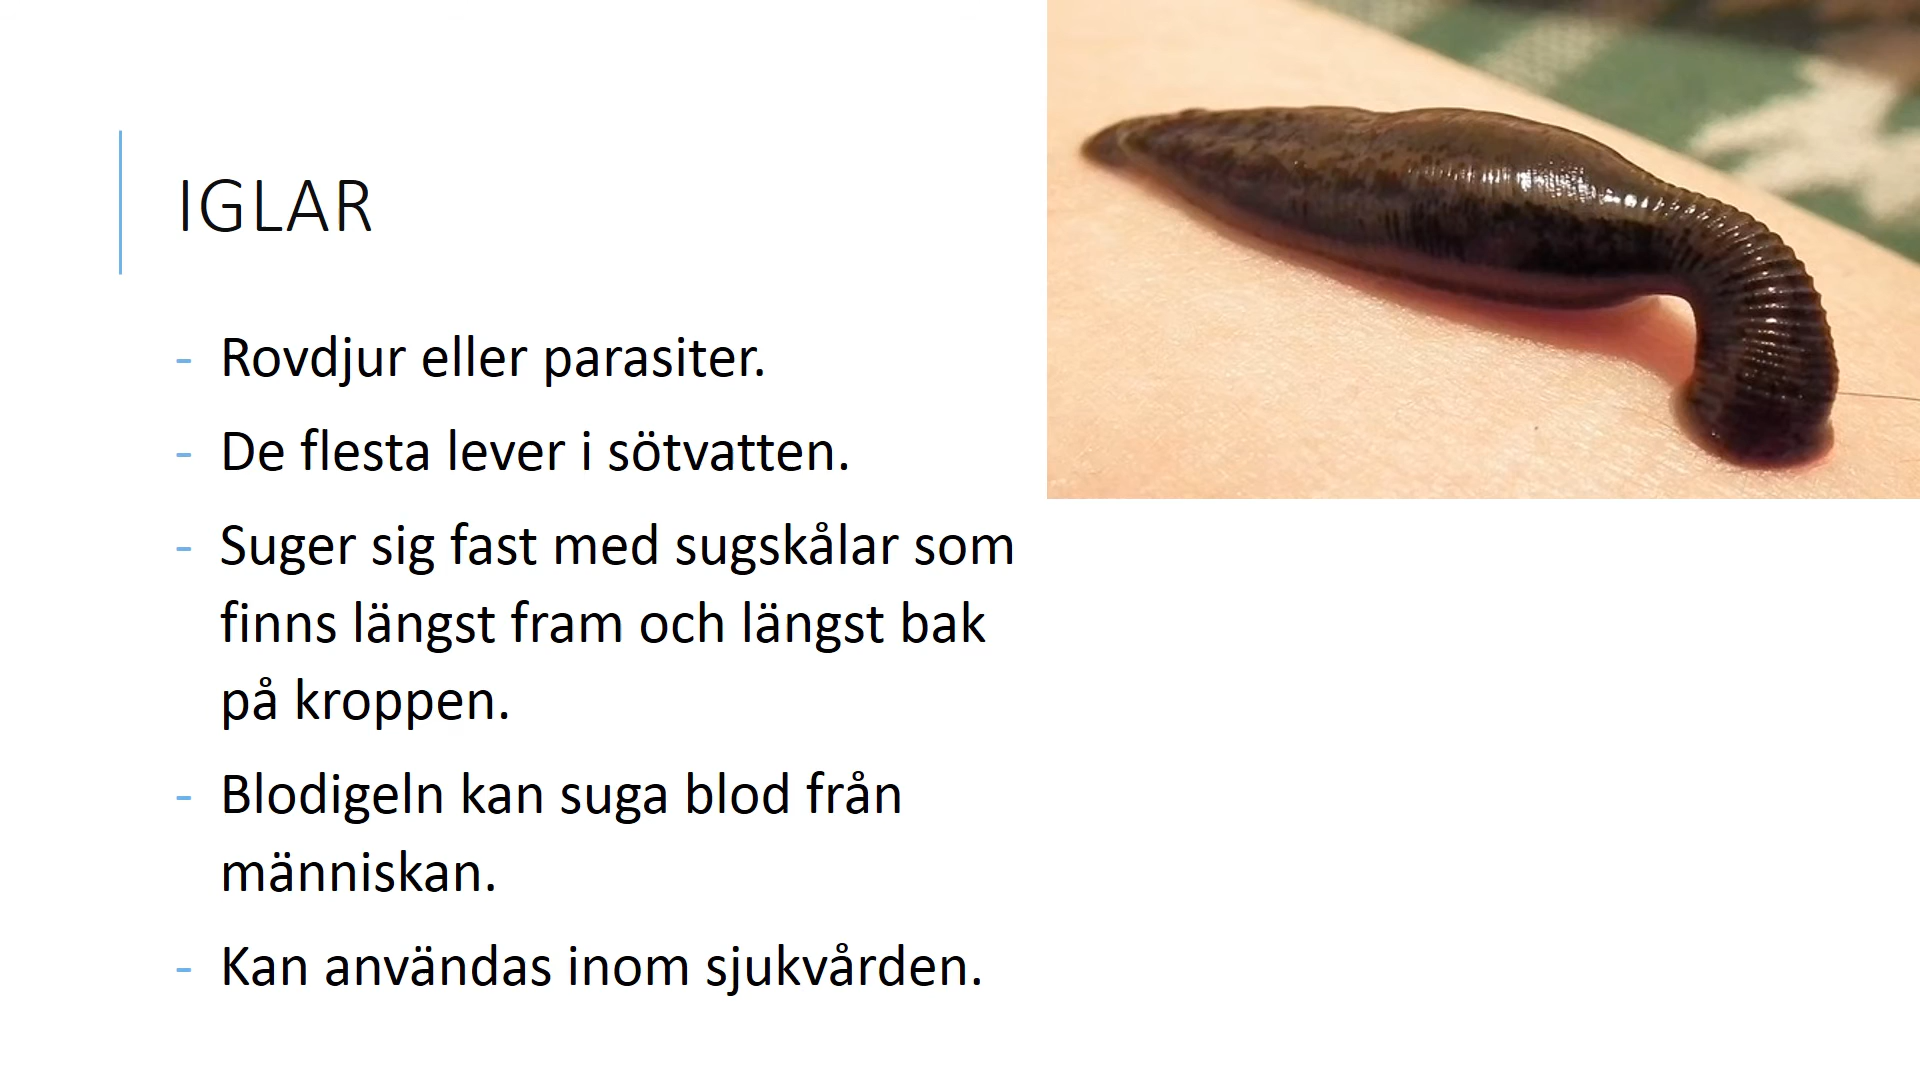 IGLAR
- Rovdjur eller parasiter.
- De flesta lever i sötvatten.
- Suger sig fast med sugskålar som
finns längst fram och längst bak
på kroppen.
- Blodigeln kan suga blod från
människan.
- Kan användas inom sjukvården.